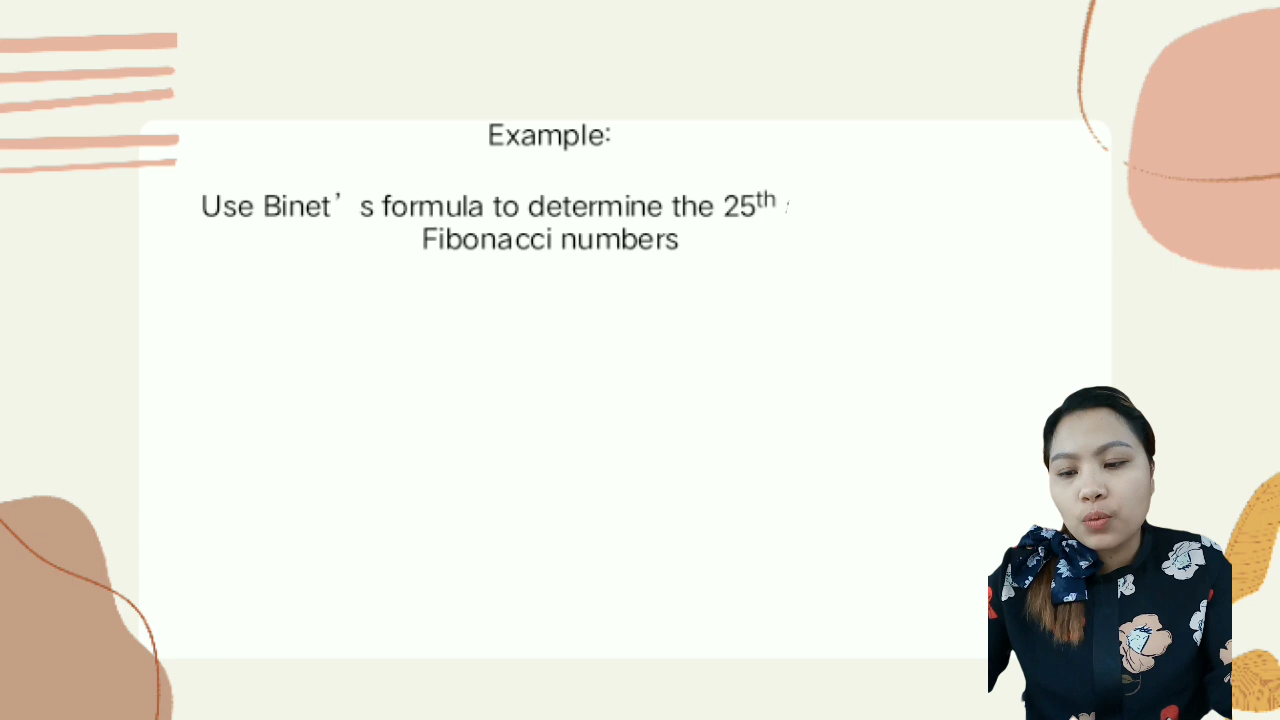 Example:
Use Binet’s formula to determine the 25th
Fibonacci numbers